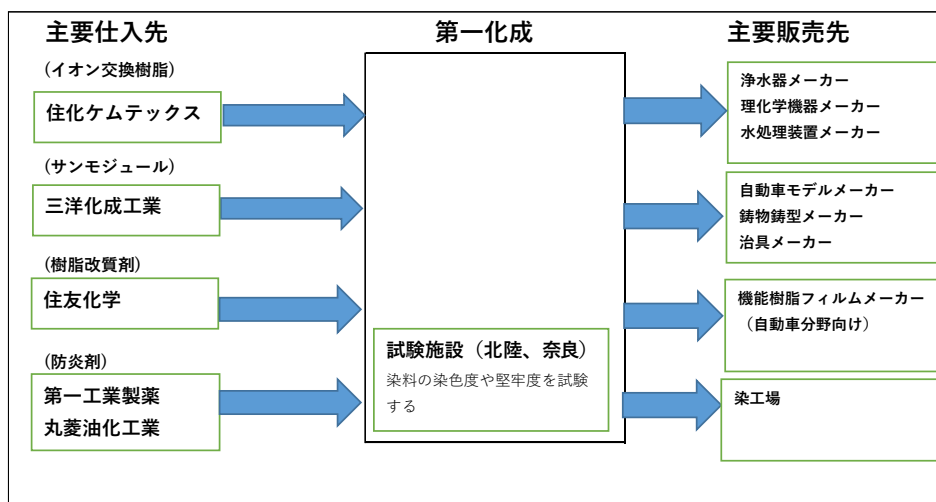 主要仕入先
第一化成
主要販売先
(イオン交換樹脂)
住化ケムテックス
浄水器メーカー
理化学機器メーカー
水処理装置メーカー
(サンモジュール)
三洋化成工業
自動車モデルメーカー
鋳物鋳型メーカー
治具メーカー
(樹脂改質剤)
住友化学
機能樹脂フィルムメーカー
（自動車分野向け）
試験施設（北陸、奈良）
染料の染色度や堅牢度を試験
する
(防炎剤)
第一工業製薬
丸菱油化工業
染工場